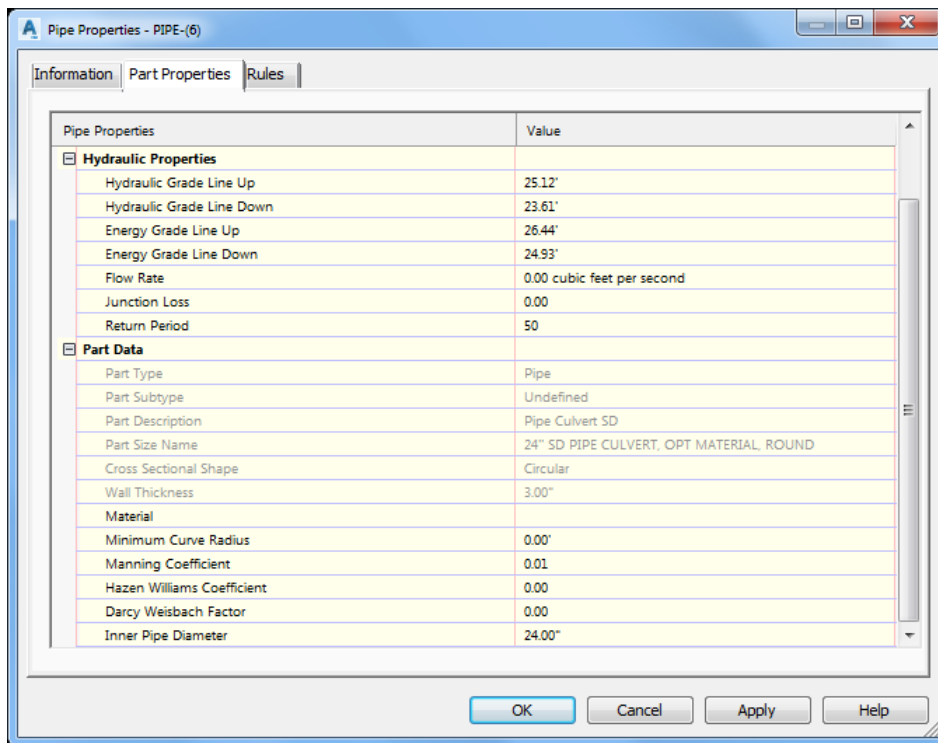 Pipe Properties - PIPE-(6)
Information Part Properties Rules
Pipe Properties Value
Hydraulic Properties
Hydraulic Grade Line Up 25.12'
Hydraulic Grade Line Down 23.61'
Energy Grade Line Up 26.44'
Energy Grade Line Down 24.93'
Flow Rate 0.00 cubic feet per second
Junction Loss 0.00
Return Period 50
Part Data
Part Type Pipe
Part Subtype Undefined
Part Description Pipe Culvert SD
Part Size Name 24" SD PIPE CULVERT, OPT MATERIAL, ROUND
Cross Sectional Shape Circular
Wall Thickness 3.00"
Material
Minimum Curve Radius 0.00'
Manning Coefficient 0.01
Hazen Williams Coefficient 0.00
Darcy Weisbach Factor 0.00
Inner Pipe Diameter 24.00"
OK Cancel Apply Help